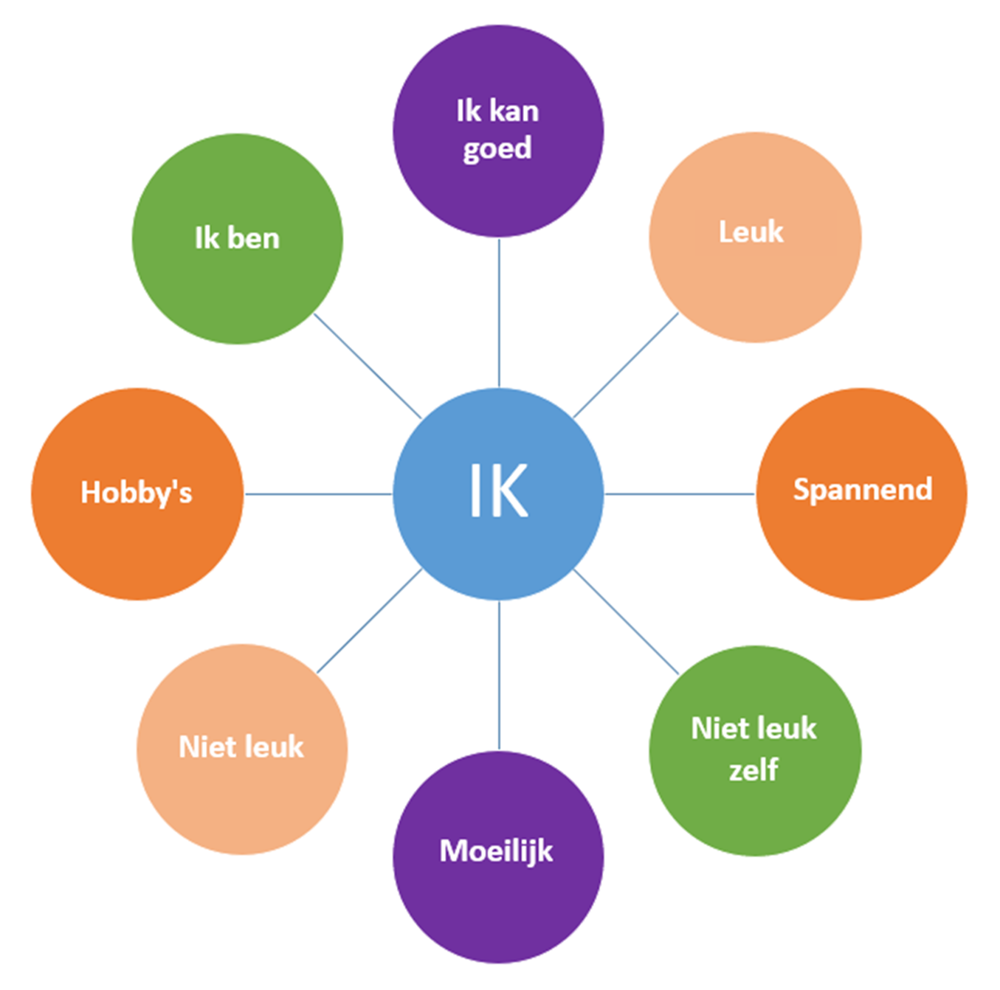 Ik kan
goed
Leuk
Ik ben
IK
Hobby's
Spannend
Niet leuk
zelf
Niet leuk
Moeilijk